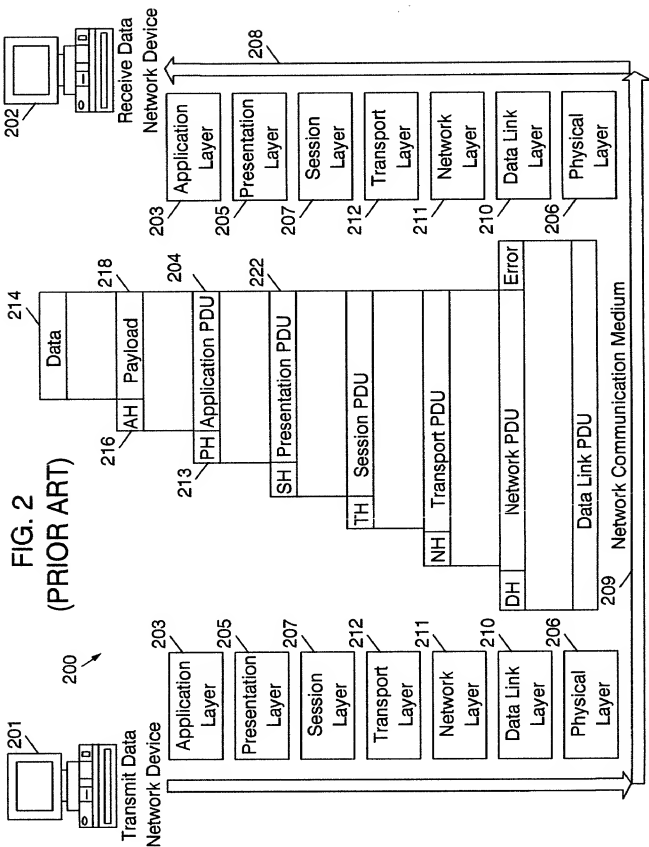 FIG. 2
(PRIOR ART)
200
201
Transmit Data
Network Device
203
Application
Layer
205
Presentation
Layer
207
Session
Layer
212
Transport
Layer
211
Network
Layer
210
Data Link
Layer
206
Physical
Layer
214
Data
216
AH
Payload
218
213
PH
Application PDU
204
SH
Presentation PDU
222
TH
Session PDU
NH
Transport PDU
DH
Network PDU
Error
Data Link PDU
209
Network Communication Medium
202
Receive Data
Network Device
208
203
Application
Layer
205
Presentation
Layer
207
Session
Layer
212
Transport
Layer
211
Network
Layer
210
Data Link
Layer
206
Physical
Layer